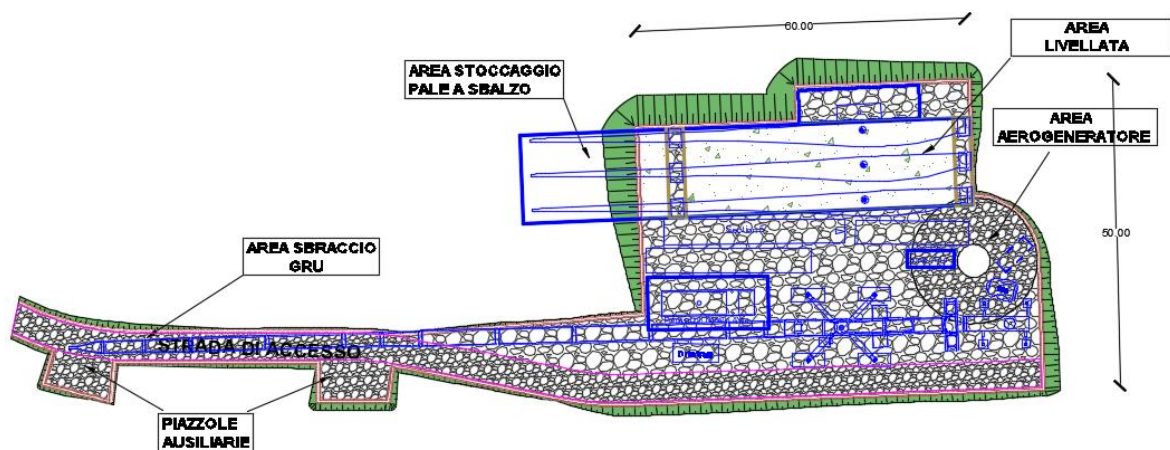 60.00
AREA
LIVELLATA
AREA STOCCAGGIO
PALE A SBALZO
AREA
AEROGENERATORE
50.00
AREA SBRACCIO
GRU
STRADA DI ACCESSO
PIAZZOLE
AUSILIARIE